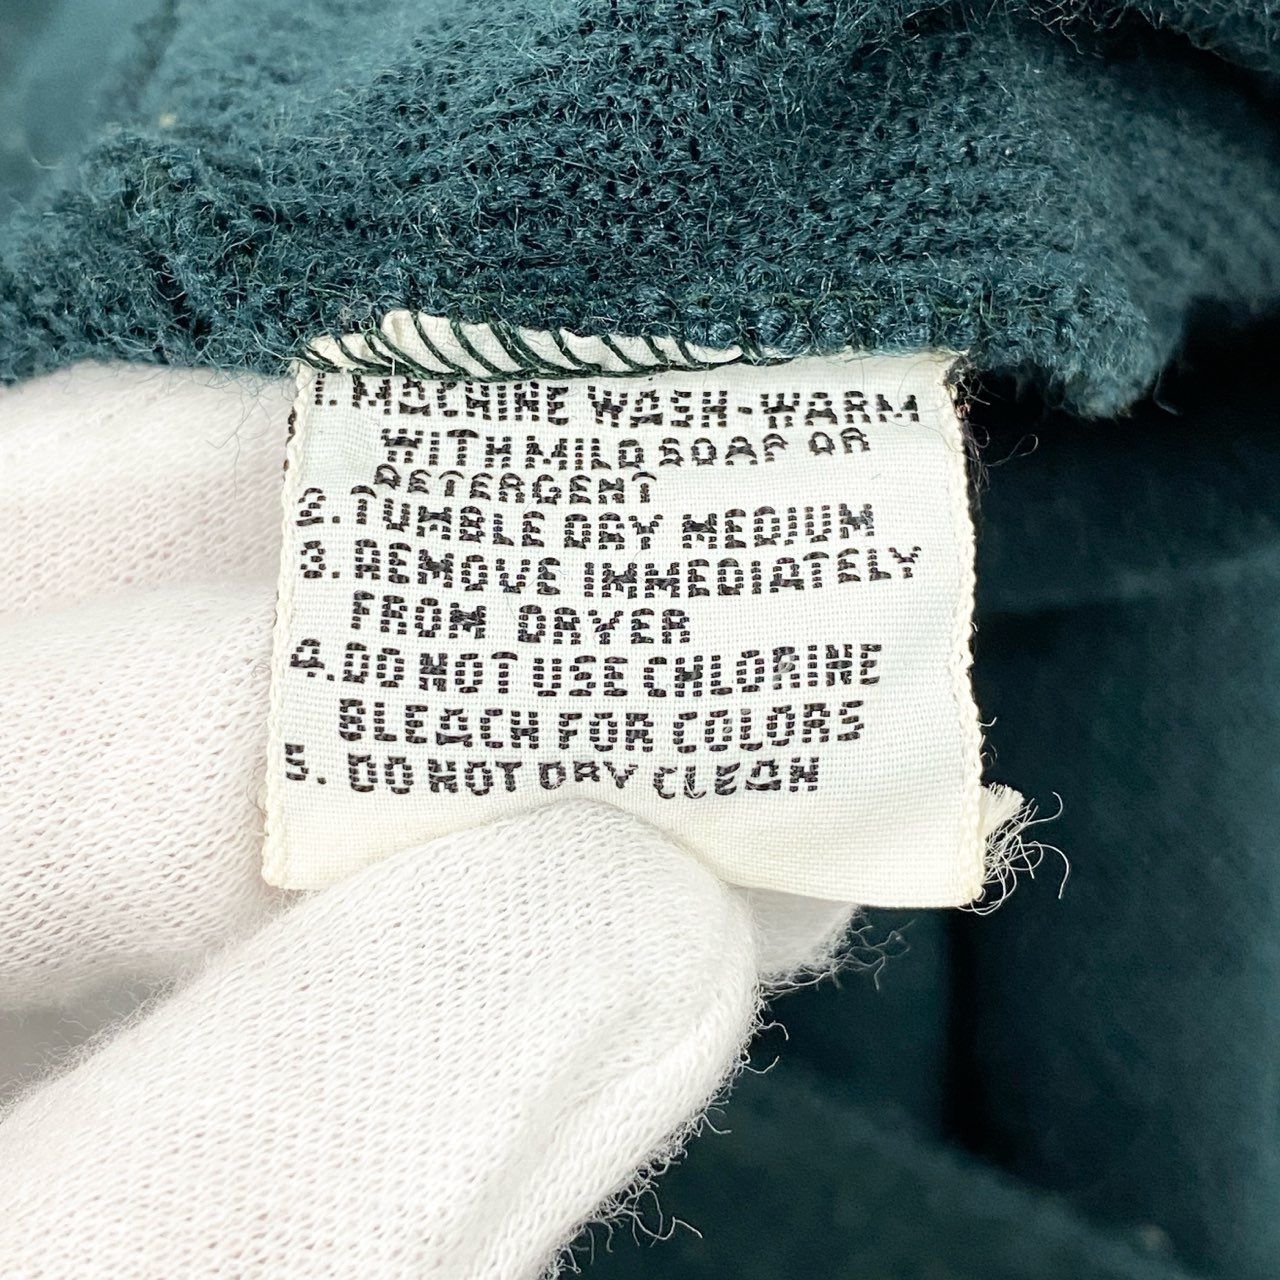 1. MACHINE WASH-WARM
WITH MILD SOAP OR
DETERGENT
2. TUMBLE DRY MEDIUM
3. REMOVE IMMEDIATELY
FROM DRYER
4. DO NOT USE CHLORINE
BLEACH FOR COLORS
5. DO NOT DRY CLEAN